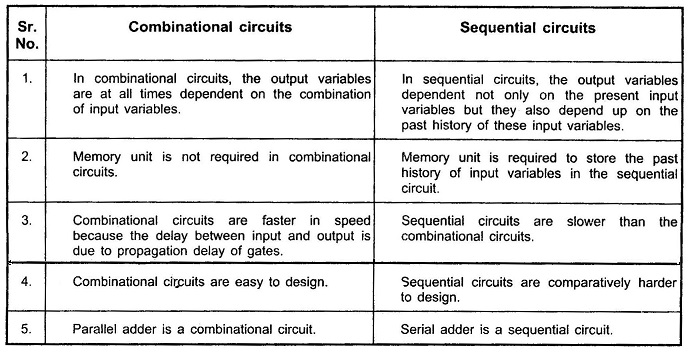 Sr. No.
Combinational circuits
Sequential circuits
1.
In combinational circuits, the output variables
are at all times dependent on the combination
of input variables.
In sequential circuits, the output variables
dependent not only on the present input
variables but they also depend up on the
past history of these input variables.
2.
Memory unit is not required in combinational
circuits.
Memory unit is required to store the past
history of input variables in the sequential
circuit.
3.
Combinational circuits are faster in speed
because the delay between input and output is
due to propagation delay of gates.
Sequential circuits are slower than the
combinational circuits.
4.
Combinational circuits are easy to design.
Sequential circuits are comparatively harder
to design.
5.
Parallel adder is a combinational circuit.
Serial adder is a sequential circuit.